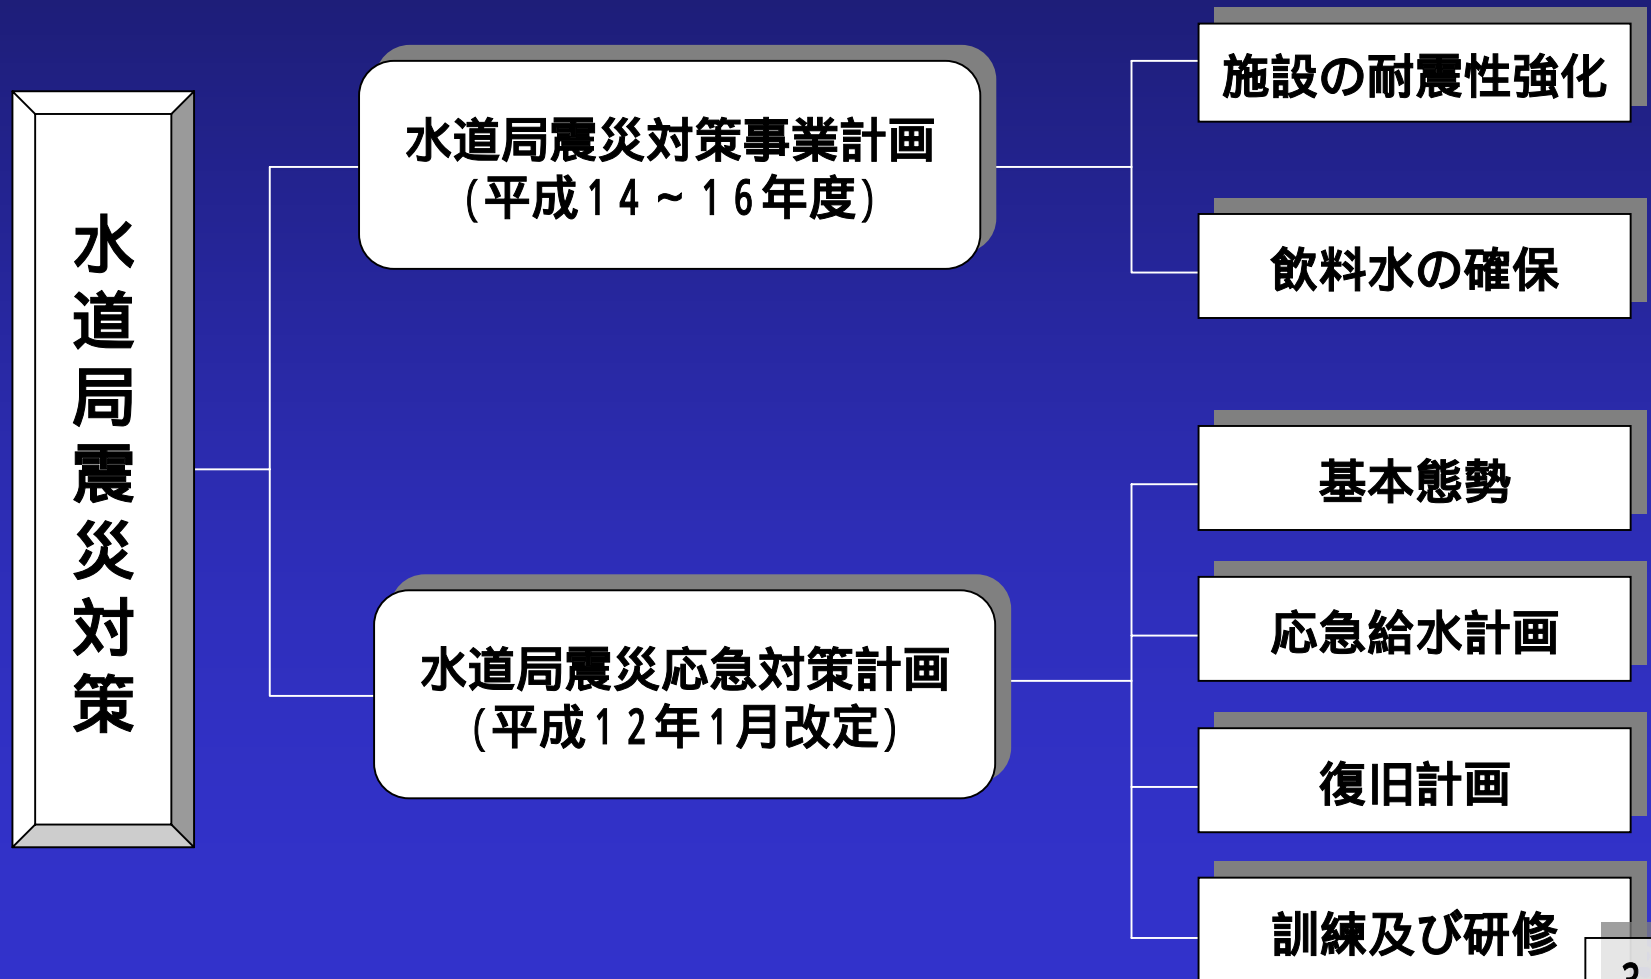 水道局震災対策
水道局震災対策事業計画
(平成14～16年度)
施設の耐震性強化
飲料水の確保
水道局震災応急対策計画
(平成12年1月改定)
基本態勢
応急給水計画
復旧計画
訓練及び研修